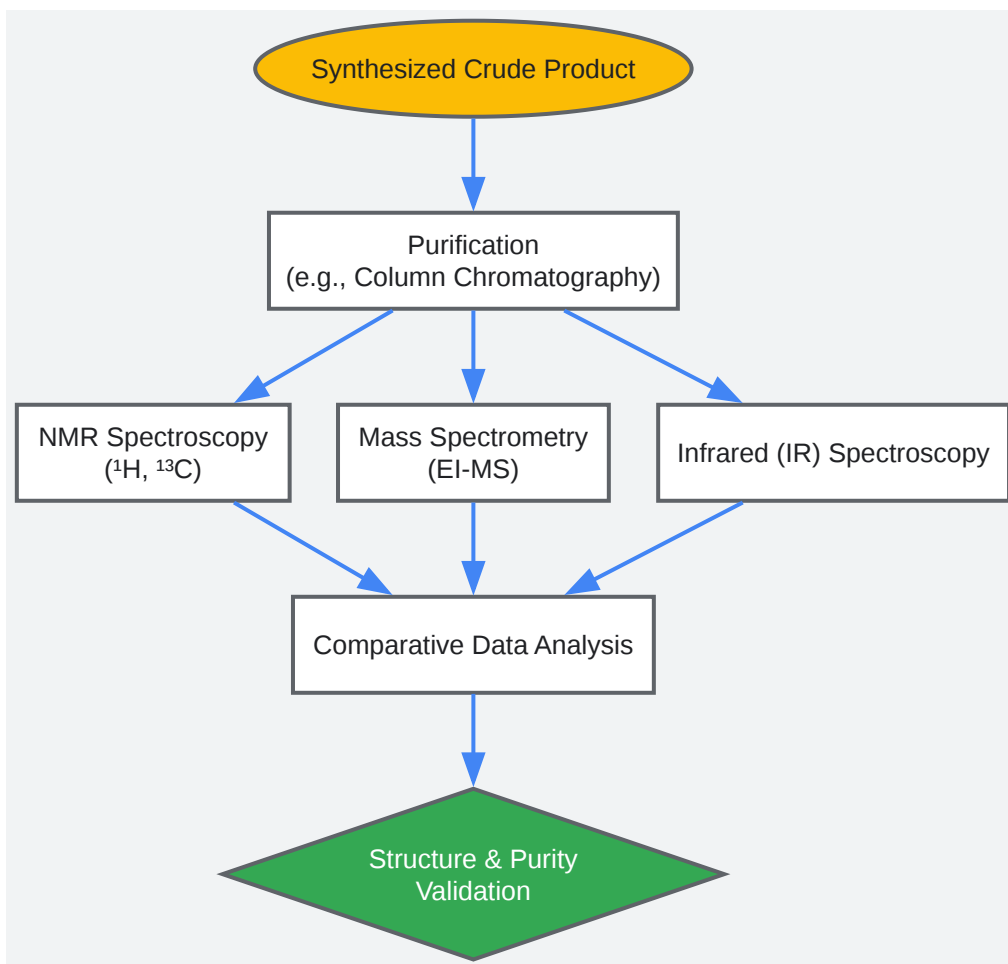 Synthesized Crude Product
Purification
(e.g., Column Chromatography)
NMR Spectroscopy
(¹H, ¹³C)
Mass Spectrometry
(EI-MS)
Infrared (IR) Spectroscopy
Comparative Data Analysis
Structure & Purity
Validation